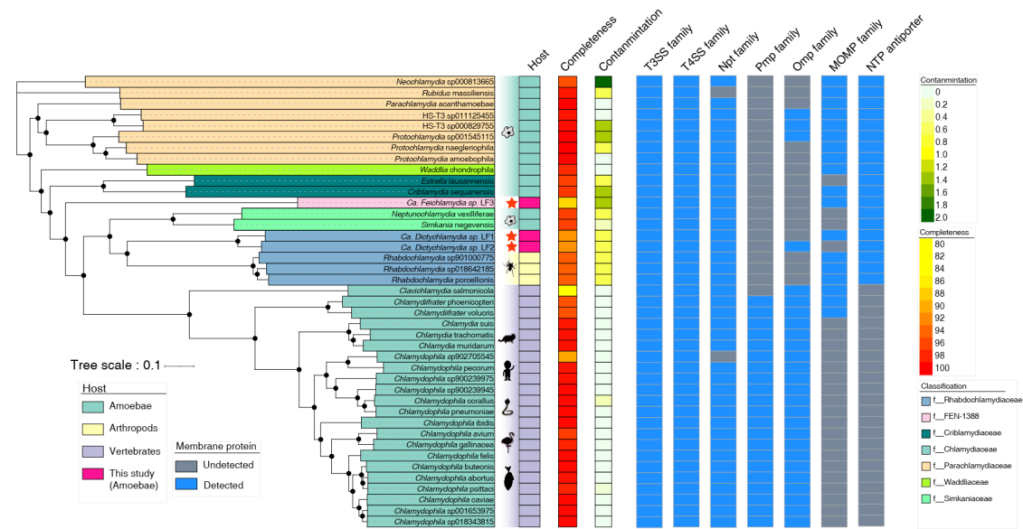 Host
Completeness
Contanmintation
T3SS family
T4SS family
Npt family
Pmp family
Omp family
MOMP family
NTP antiporter
Neochlamydia sp000813665
Rubidus massiliensis
Parachlamydia acanthamoebae
HS-T3 sp011125455
HS-T3 sp000829755
Protochlamydia sp001545115
Protochlamydia naegleriophila
Protochlamydia amoebophila
Waddlia chondrophila
Estrella lausannensis
Criblamydia sequanensis
Ca. Feichlamydia sp. LF3
Neptunochlamydia vexilliferae
Simkania negevensis
Ca. Diotychlamydia sp. LF1
Ca. Diotychlamydia sp. LF2
Rhabdochlamydia sp901000775
Rhabdochlamydia sp018642185
Rhabdochlamydia porcellionis
Clavichlamydia salmonicola
Chlamydiifrater phoenicopteri
Chlamydiifrater volucris
Chlamydia suis
Chlamydia trachomatis
Chlamydia muridarum
Chlamydophila sp902705545
Chlamydophila pecorum
Chlamydophila sp900239975
Chlamydophila sp900239945
Chlamydophila corallus
Chlamydophila pneumoniae
Chlamydophila ibidis
Chlamydophila avium
Chlamydophila gallinacea
Chlamydophila felis
Chlamydophila buteonis
Chlamydophila abortus
Chlamydophila psittaci
Chlamydophila caviae
Chlamydophila sp001653975
Chlamydophila sp018343815
Tree scale : 0.1
Host
Amoebae
Arthropods
Vertebrates
This study
(Amoebae)
Membrane protein
Undetected
Detected
Contanmintation
0
0.2
0.4
0.6
0.8
1.0
1.2
1.4
1.6
1.8
2.0
Completeness
80
82
84
86
88
90
92
94
96
98
100
Classification
f__Rhabdochlamydiaceae
f__FEN-1388
f__Criblamydiaceae
f__Chlamydiaceae
f__Parachlamydiaceae
f__Waddliaceae
f__Simkaniaceae